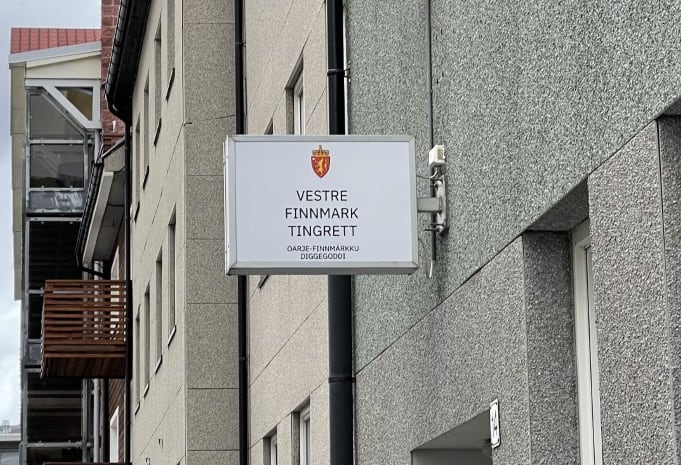 VESTRE
FINNMARK
TINGRETT
OARJE-FINNMÁRKKU
DIGGEGODDI